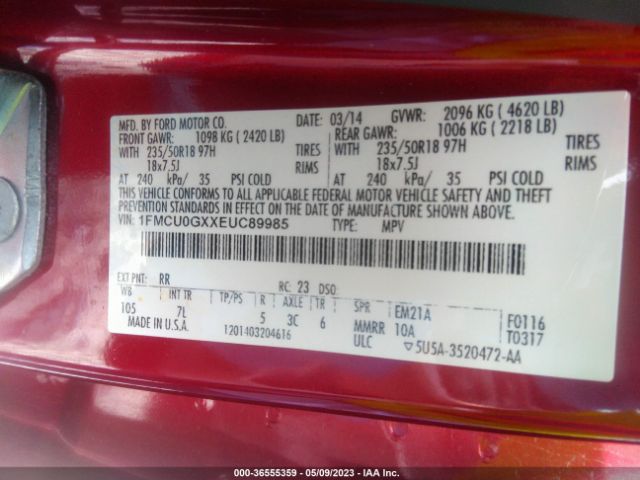 MFD. BY FORD MOTOR CO. DATE: 03/14 GVWR: 2096 KG ( 4620 LB)
FRONT GAWR: 1098 KG ( 2420 LB) REAR GAWR: 1006 KG ( 2218 LB)
WITH 235/50R18 97H TIRES WITH 235/50R18 97H TIRES
18x7.5J RIMS 18x7.5J RIMS
AT 240 kPa/ 35 PSI COLD AT 240 kPa/ 35 PSI COLD
THIS VEHICLE CONFORMS TO ALL APPLICABLE FEDERAL MOTOR VEHICLE SAFETY AND THEFT
PREVENTION STANDARDS IN EFFECT ON THE DATE OF MANUFACTURE SHOWN ABOVE.
VIN: 1FMCU0GXXEUC89985 TYPE: MPV
EXT PNT: RR RC: 23 DSO:
WB INT TR TP/PS R AXLE TR SPR EM21A F0116
105 7L 5 3C 6 MMRR 10A T0317
MADE IN U.S.A. 1201403204616 ULC 5U5A-3520472-AA
000-36555359 - 05/09/2023 - IAA Inc.